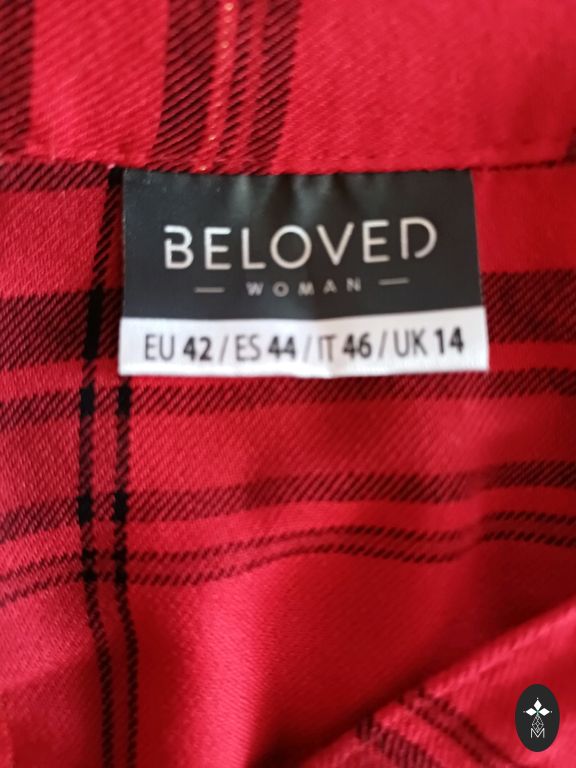 BELOVED
— WOMAN —
EU 42 / ES 44 / IT 46 / UK 14